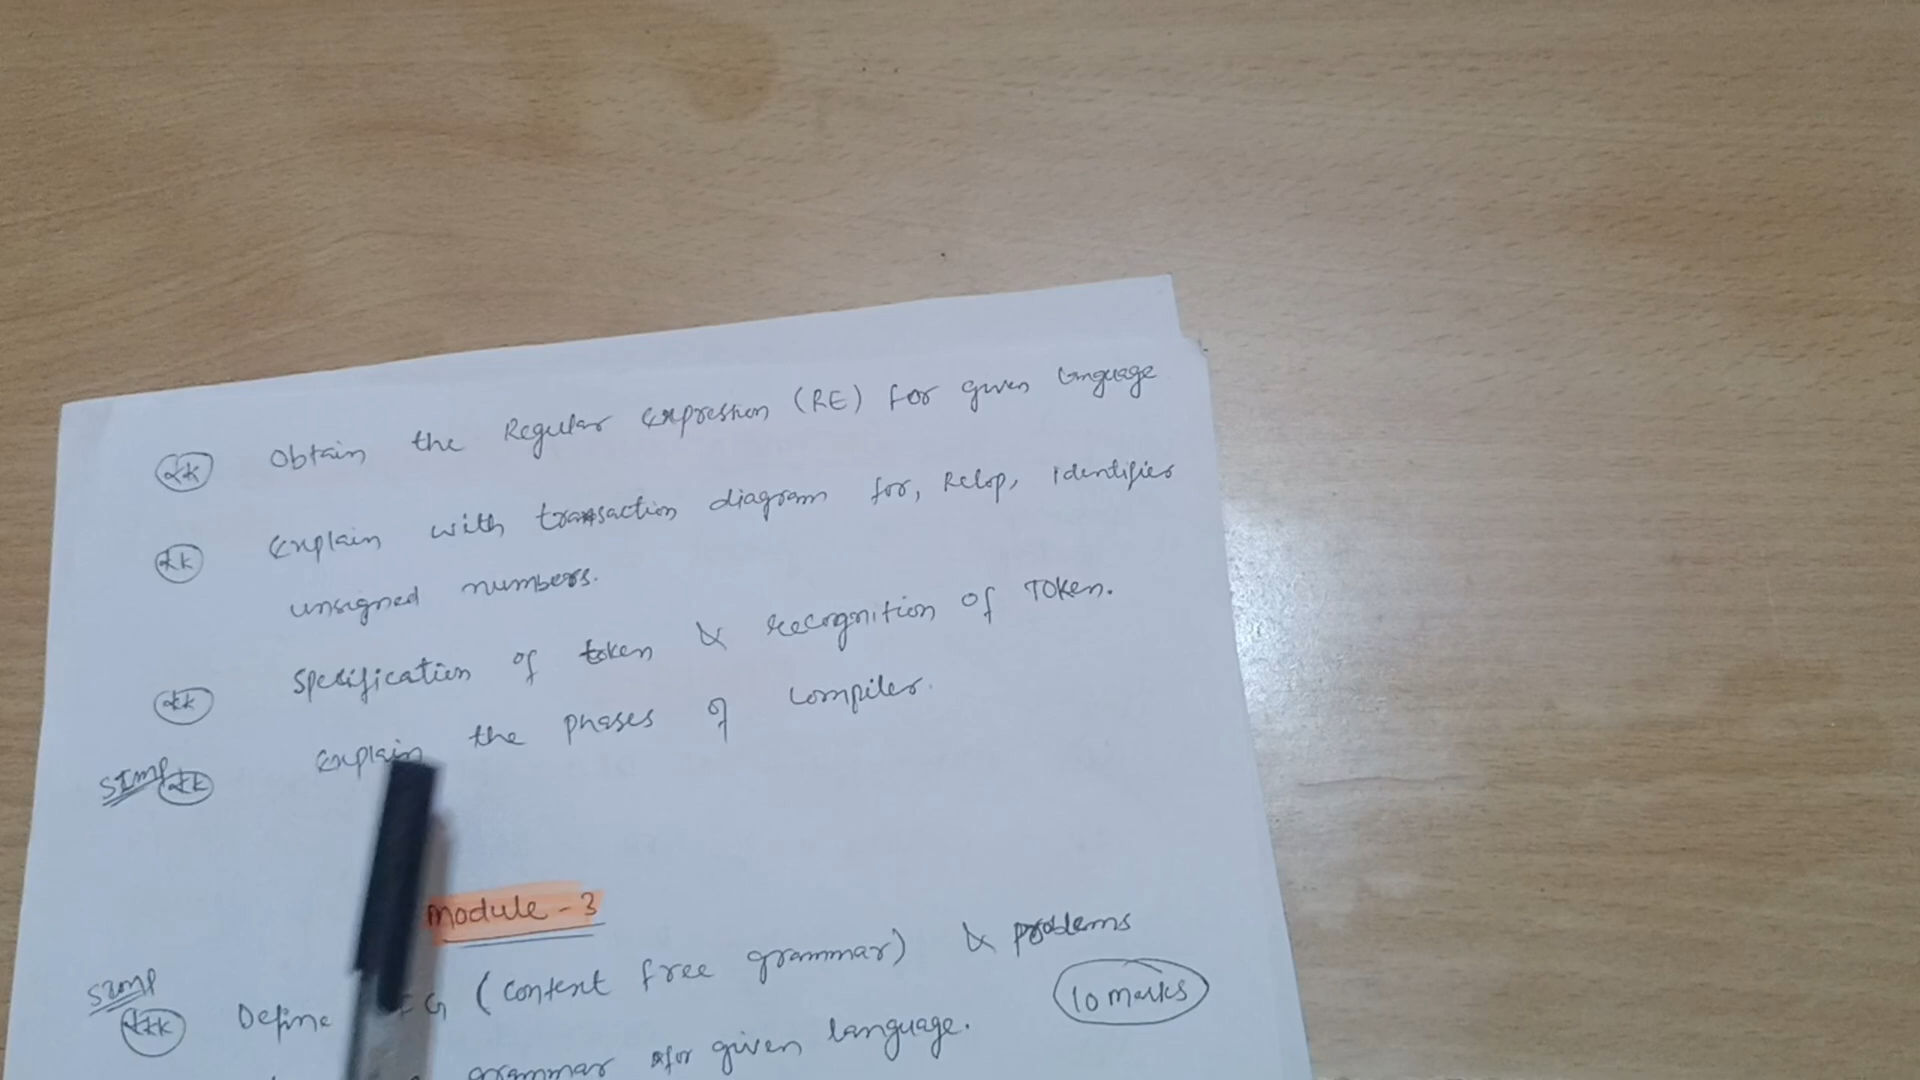 Obtain the Regular expression (RE) for given language
explain with transaction diagram for, Relop, identifier
unsigned numbers.
specification of token & recognition of Token.
SIMP explain the phases of compiler.
Module - 3
SIMP Define (context free grammar) & problems
10 marks
grammar for given language.